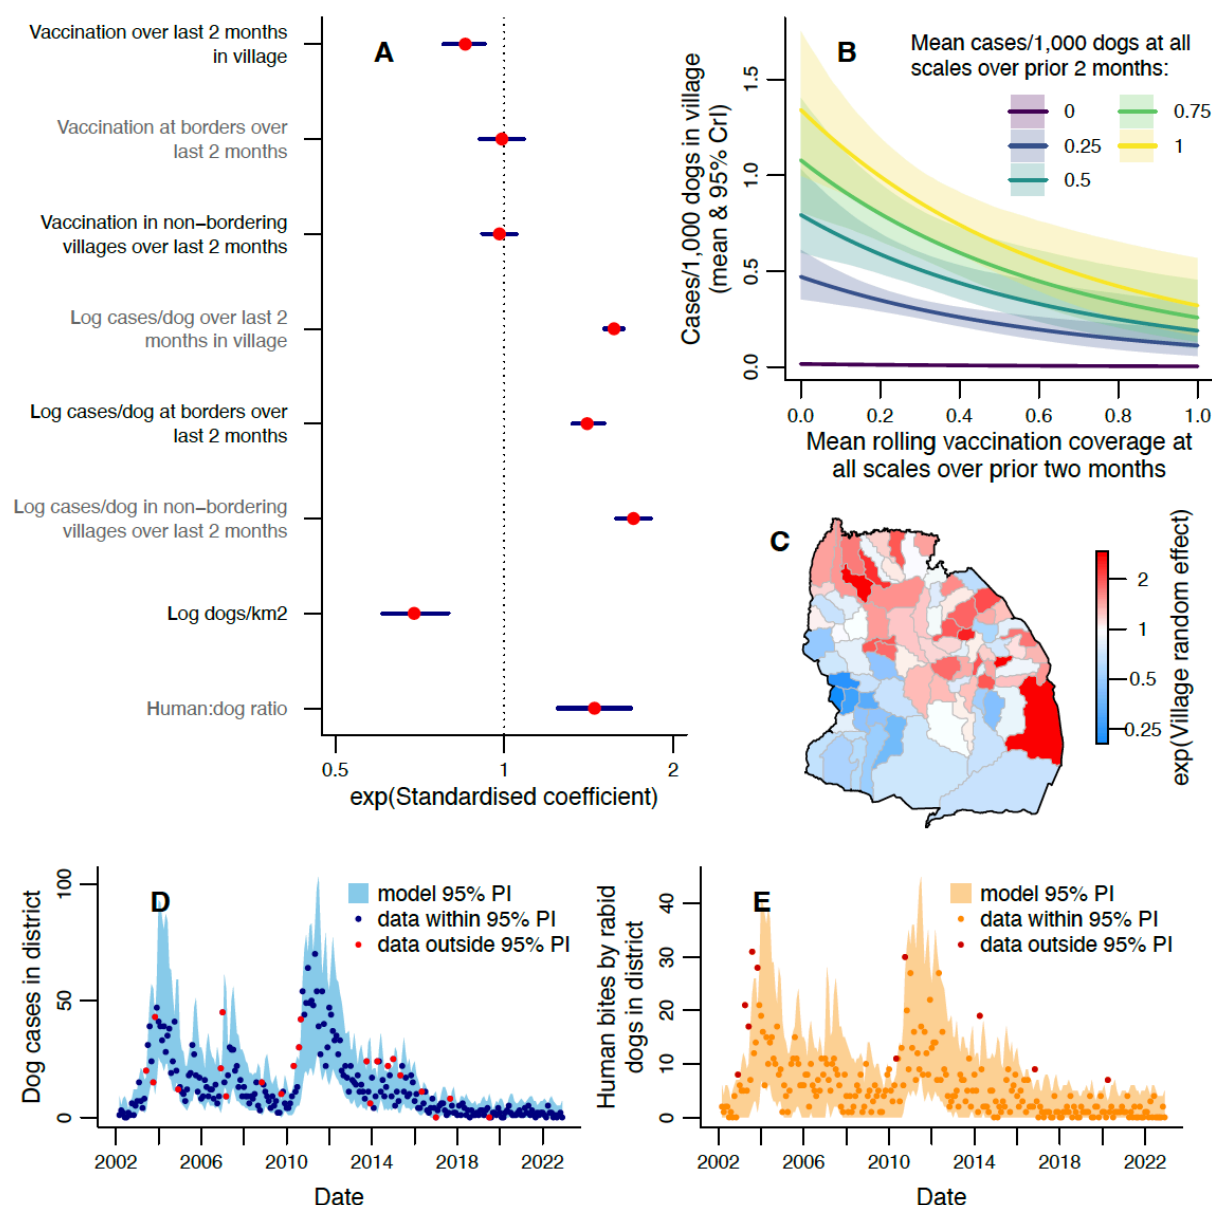 Vaccination over last 2 months
in village
Vaccination at borders over
last 2 months
Vaccination in non−bordering
villages over last 2 months
Log cases/dog over last 2
months in village
Log cases/dog at borders over
last 2 months
Log cases/dog in non−bordering
villages over last 2 months
Log dogs/km2
Human:dog ratio
A
0.5
1
2
exp(Standardised coefficient)
B
Mean cases/1,000 dogs at all
scales over prior 2 months:
0
0.25
0.5
0.75
1
Cases/1,000 dogs in village
(mean & 95% CrI)
1.5
1.0
0.5
0.0
0.0
0.2
0.4
0.6
0.8
1.0
Mean rolling vaccination coverage at
all scales over prior two months
C
2
1
0.5
0.25
exp(Village random effect)
D
model 95% PI
data within 95% PI
data outside 95% PI
Dog cases in district
100
50
0
2002
2006
2010
2014
2018
2022
Date
E
model 95% PI
data within 95% PI
data outside 95% PI
Human bites by rabid
dogs in district
40
30
20
10
0
2002
2006
2010
2014
2018
2022
Date